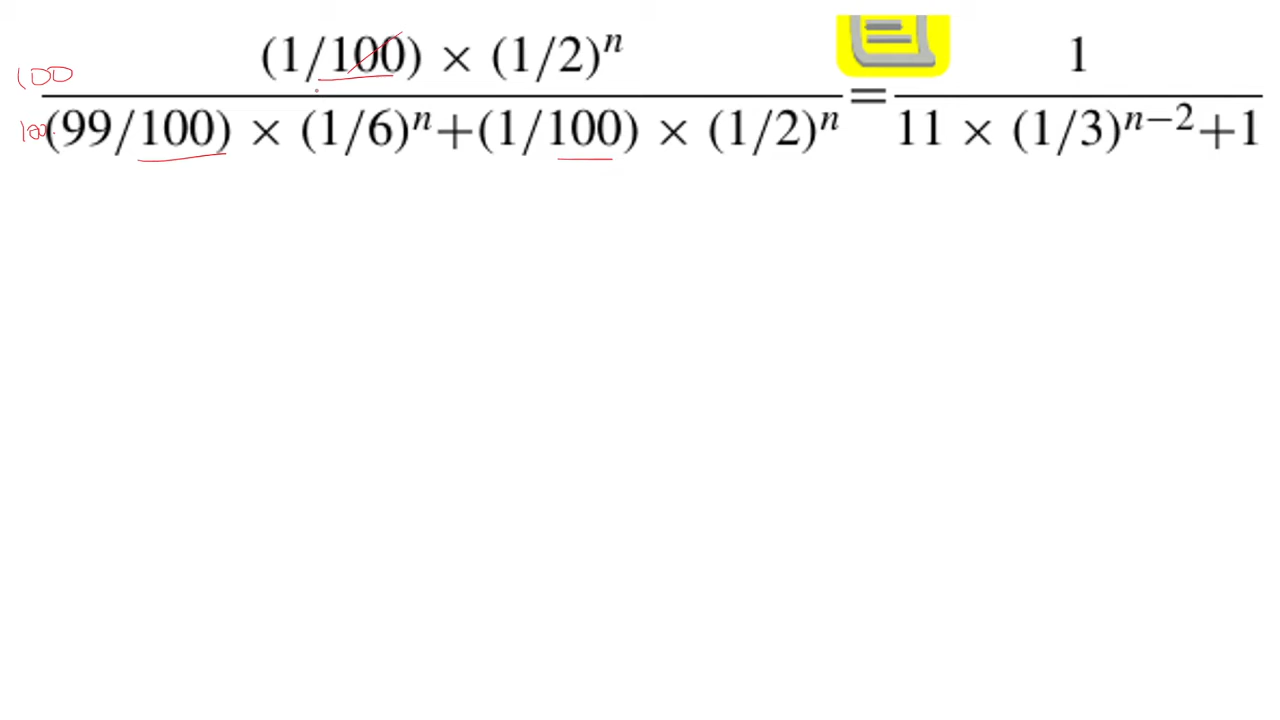 (1/100) × (1/2)ⁿ
100
100
(99/100) × (1/6)ⁿ+(1/100) × (1/2)ⁿ
=
1
11 × (1/3)ⁿ⁻²+1